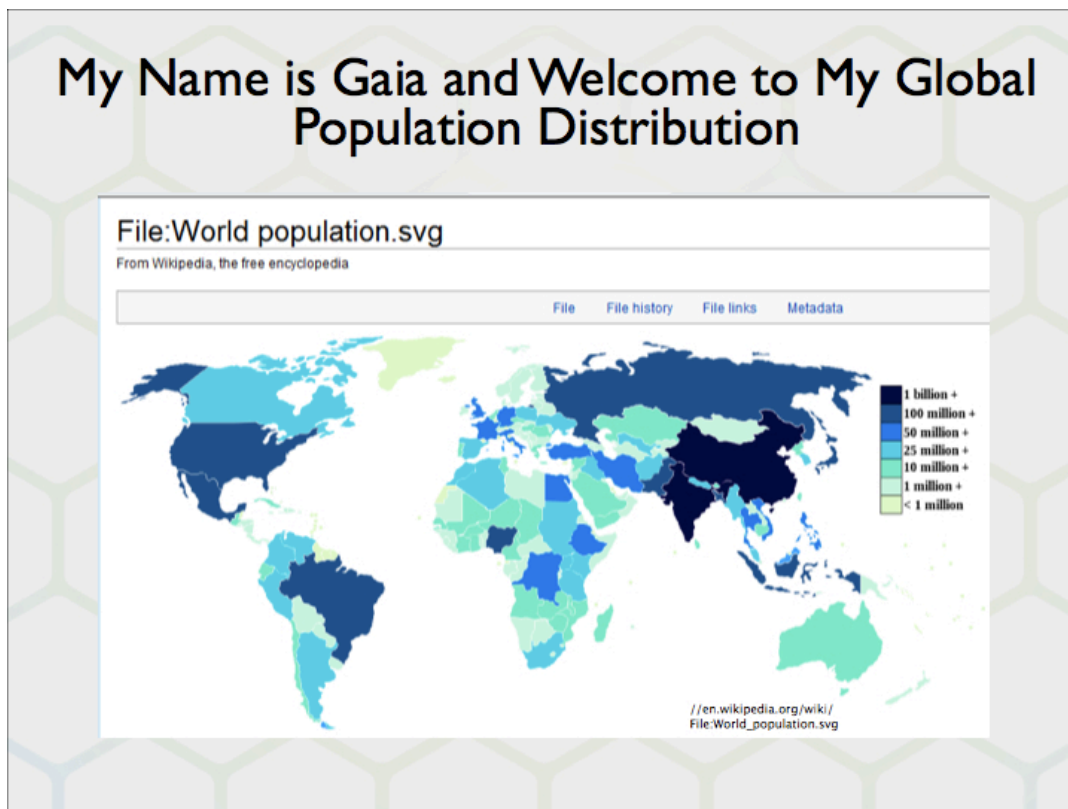 My Name is Gaia and Welcome to My Global
Population Distribution
File:World population.svg
From Wikipedia, the free encyclopedia
File File history File links Metadata
1 billion +
100 million +
50 million +
25 million +
10 million +
1 million +
< 1 million
//en.wikipedia.org/wiki/
File:World_population.svg